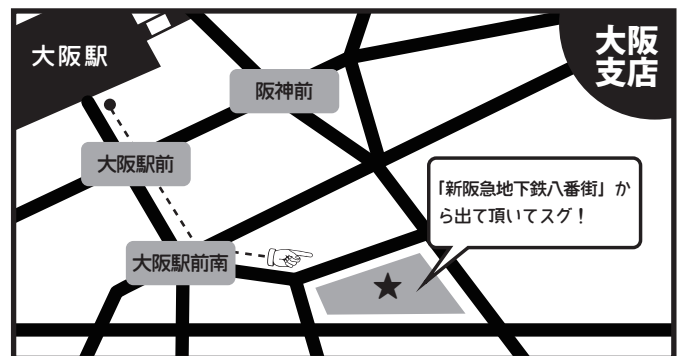 大阪駅
大阪
支店
阪神前
大阪駅前
「新阪急地下鉄八番街」か
ら出て頂いてスグ！
大阪駅前南